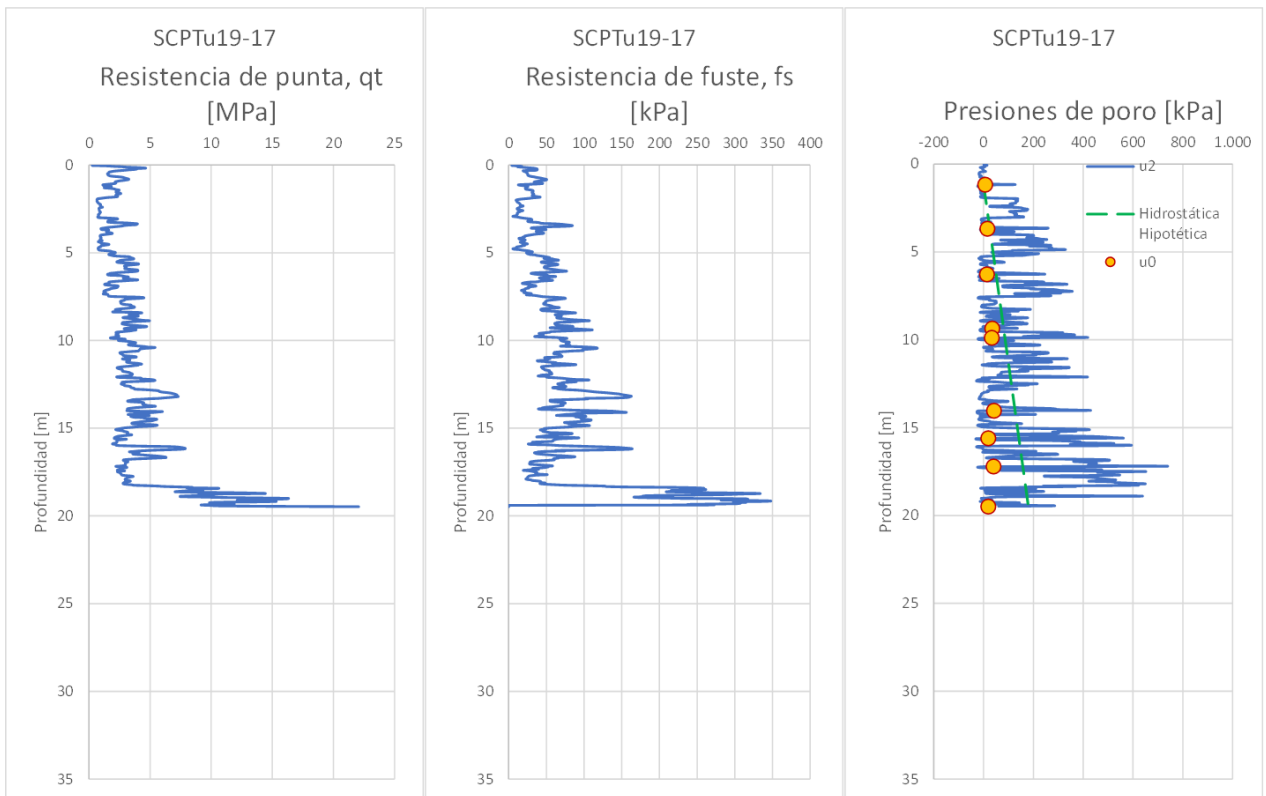 SCPTu19-17
Resistencia de punta, qt
[MPa]
0 5 10 15 20 25
0
5
10
15
20
25
30
35
Profundidad [m]
SCPTu19-17
Resistencia de fuste, fs
[kPa]
0 50 100 150 200 250 300 350 400
0
5
10
15
20
25
30
35
Profundidad [m]
SCPTu19-17
Presiones de poro [kPa]
-200 0 200 400 600 800 1.000
0
5
10
15
20
25
30
35
Profundidad [m]
u2
Hidrostática
Hipotética
u0